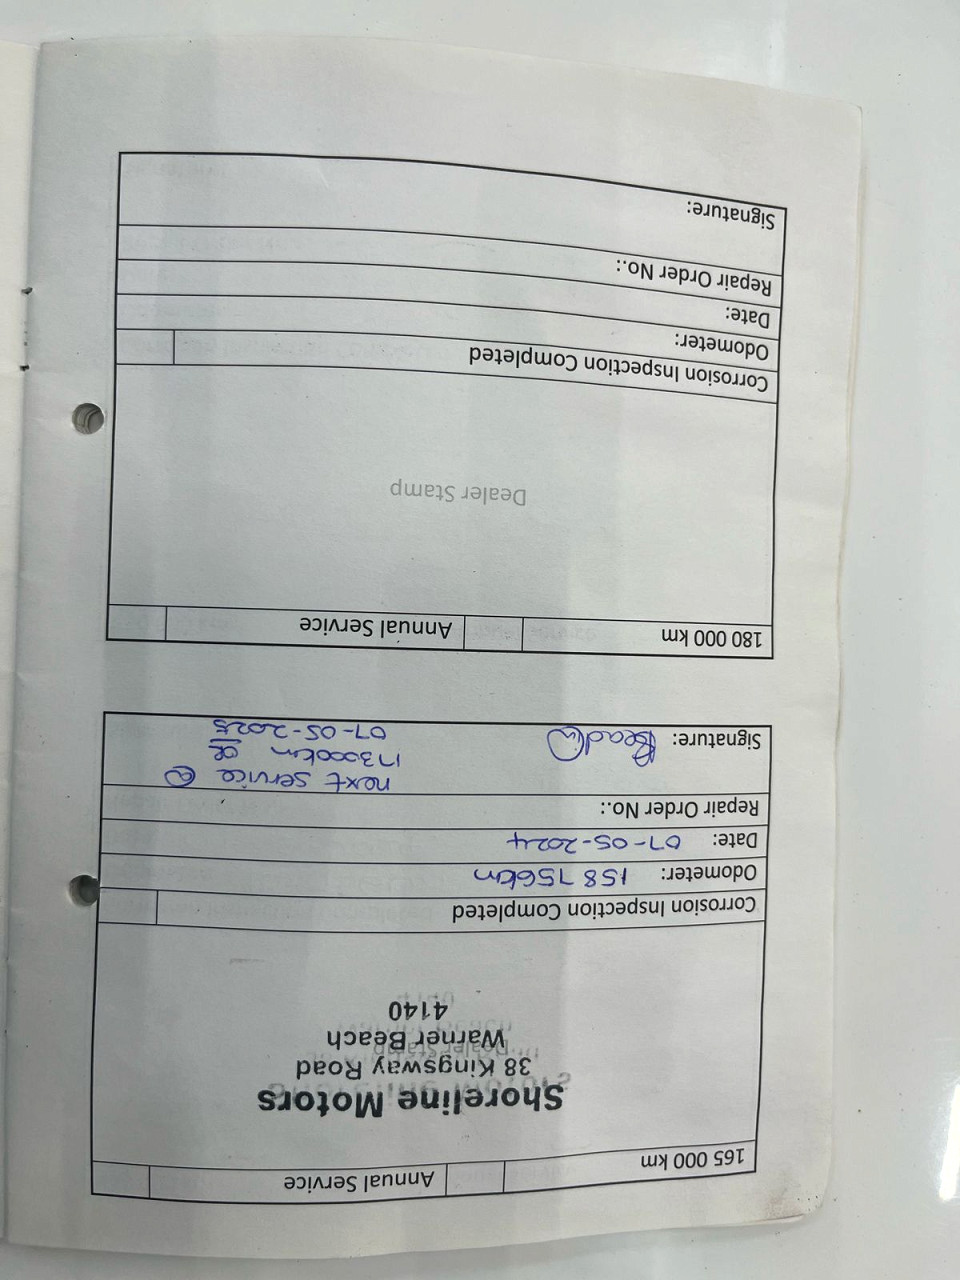 165 000 km Annual Service
Shoreline Motors
38 Kingsway Road
Dealer Stamp
Warner Beach
4140
Corrosion Inspection Completed
Odometer: 158 756km
Date: 07-05-2024
Repair Order No.:
Signature:
next service @
173000km or
07-05-2025
180 000 km Annual Service
Dealer Stamp
Corrosion Inspection Completed
Odometer:
Date:
Repair Order No.:
Signature: